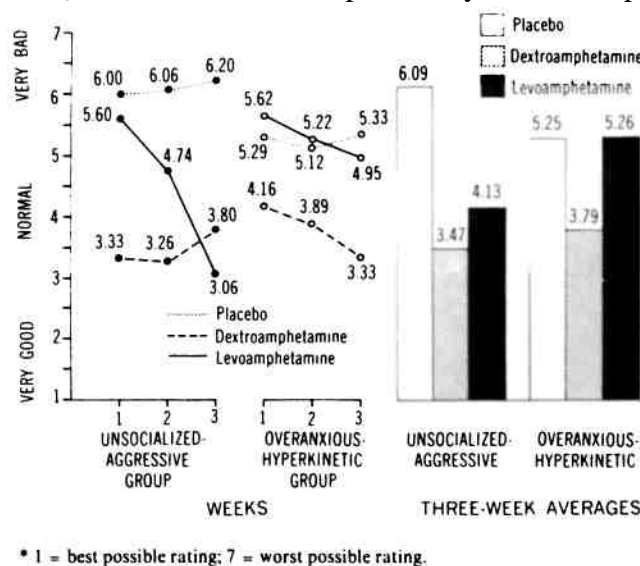 VERY BAD
NORMAL
VERY GOOD
7
6
5
4
3
2
1
6.00
6.06
6.20
5.60
4.74
3.33
3.26
3.80
3.06
5.62
5.22
5.33
5.29
5.12
4.95
4.16
3.89
3.33
Placebo
Dextroamphetamine
Levoamphetamine
1 2 3
1 2 3
UNSOCIALIZED-
AGGRESSIVE
GROUP
OVERANXIOUS-
HYPERKINETIC
GROUP
WEEKS
Placebo
Dextroamphetamine
Levoamphetamine
6.09
3.47
4.13
5.25
3.79
5.26
UNSOCIALIZED-
AGGRESSIVE
OVERANXIOUS-
HYPERKINETIC
THREE-WEEK AVERAGES
* 1 = best possible rating; 7 = worst possible rating.